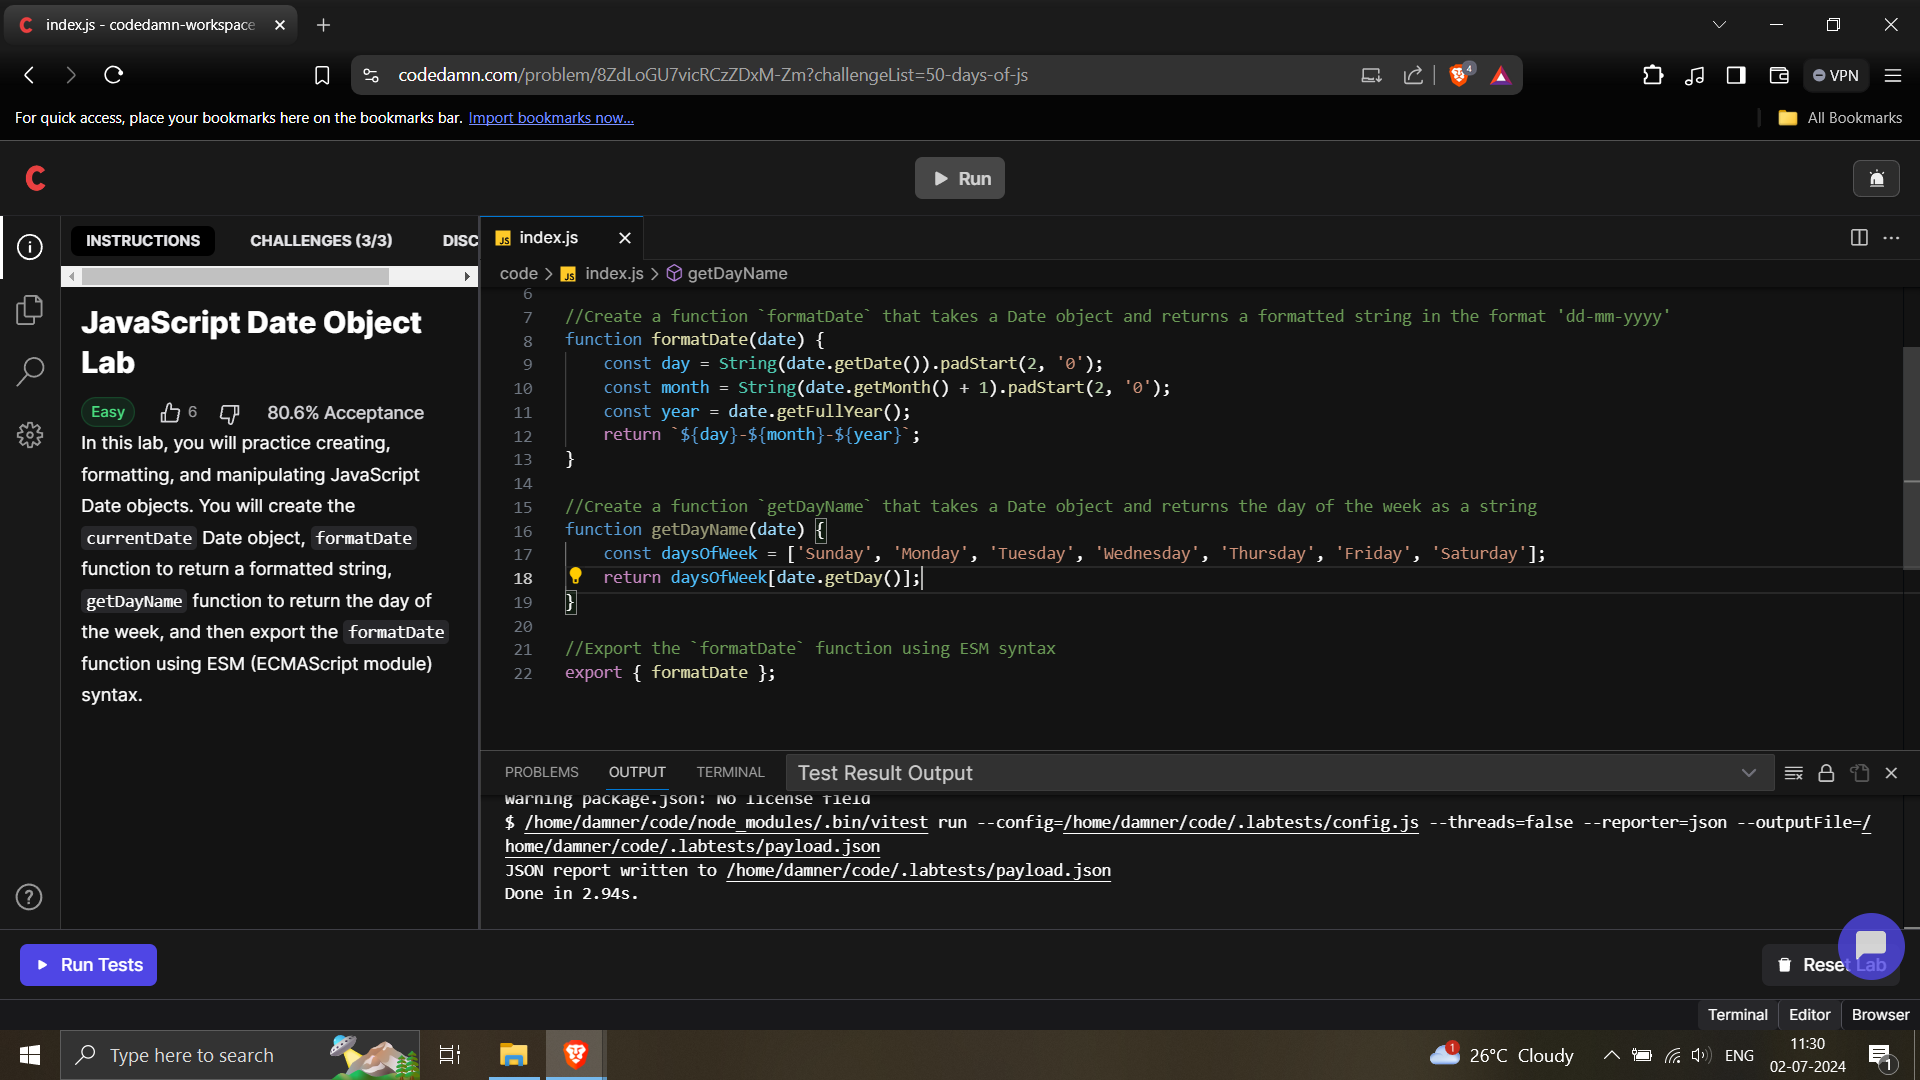 index.js - codedamn-workspace
codedamn.com/problem/8ZdLoGU7vicRCzZDxM-Zm?challengeList=50-days-of-js
4
VPN
For quick access, place your bookmarks here on the bookmarks bar. Import bookmarks now...
All Bookmarks
Run
INSTRUCTIONS
CHALLENGES (3/3)
DISC
JavaScript Date Object
Lab
Easy
6
80.6% Acceptance
In this lab, you will practice creating,
formatting, and manipulating JavaScript
Date objects. You will create the
currentDate Date object, formatDate
function to return a formatted string,
getDayName function to return the day of
the week, and then export the formatDate
function using ESM (ECMAScript module)
syntax.
JS index.js
code > JS index.js > getDayName
6
7 //Create a function `formatDate` that takes a Date object and returns a formatted string in the format 'dd-mm-yyyy'
8 function formatDate(date) {
9 const day = String(date.getDate()).padStart(2, '0');
10 const month = String(date.getMonth() + 1).padStart(2, '0');
11 const year = date.getFullYear();
12 return `${day}-${month}-${year}`;
13 }
14
15 //Create a function `getDayName` that takes a Date object and returns the day of the week as a string
16 function getDayName(date) {
17 const daysOfWeek = ['Sunday', 'Monday', 'Tuesday', 'Wednesday', 'Thursday', 'Friday', 'Saturday'];
18 return daysOfWeek[date.getDay()];
19 }
20
21 //Export the `formatDate` function using ESM syntax
22 export { formatDate };
PROBLEMS
OUTPUT
TERMINAL
Test Result Output
warning package.json: No license field
$ /home/damner/code/node_modules/.bin/vitest run --config=/home/damner/code/.labtests/config.js --threads=false --reporter=json --outputFile=/
home/damner/code/.labtests/payload.json
JSON report written to /home/damner/code/.labtests/payload.json
Done in 2.94s.
Run Tests
Reset Lab
Terminal
Editor
Browser
Type here to search
1
26°C Cloudy
ENG
11:30
02-07-2024
1